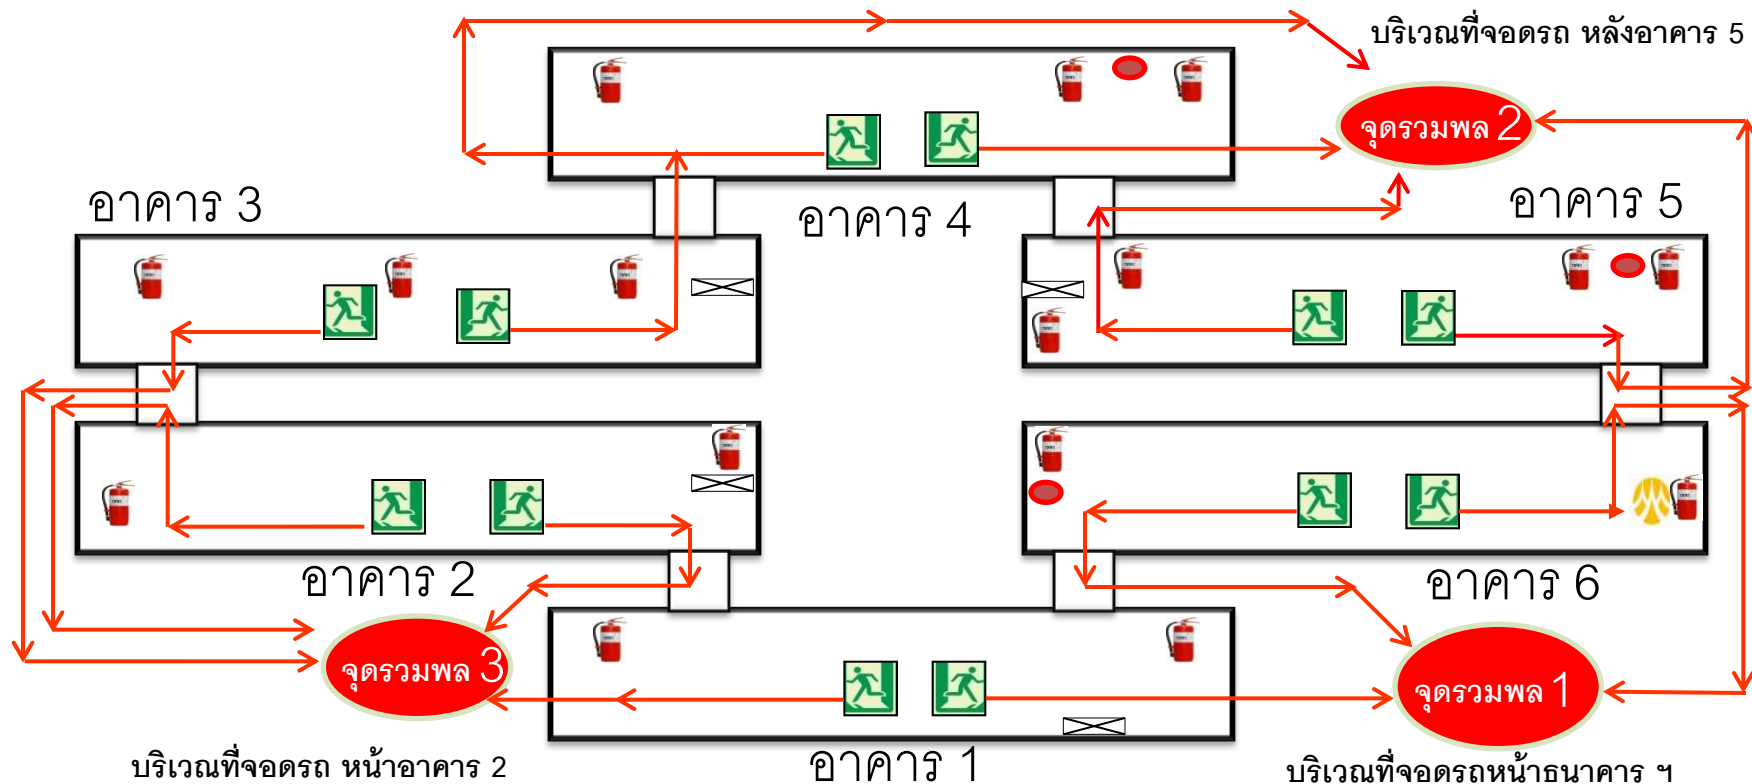 บริเวณที่จอดรถ หลังอาคาร 5
จุดรวมพล 2
อาคาร 3
อาคาร 4
อาคาร 5
อาคาร 2
อาคาร 6
จุดรวมพล 3
จุดรวมพล 1
บริเวณที่จอดรถ หน้าอาคาร 2
อาคาร 1
บริเวณที่จอดรถหน้าธนาคาร ฯ